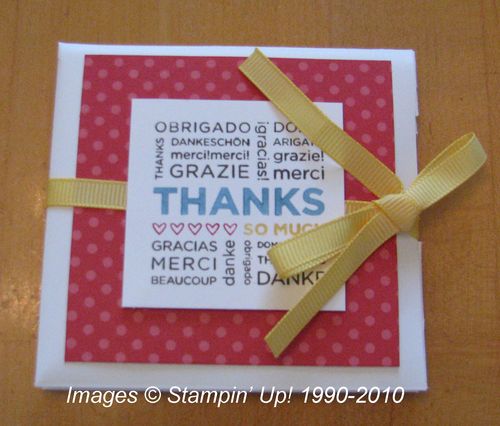 OBRIGADO
THANKS
DANKESCHÖN
merci!merci!
GRAZIE
¡gracias!
grazie!
merci
THANKS
SO
GRACIAS
MERCI
BEAUCOUP
danke
obrigado
DANKE
Images © Stampin' Up! 1990-2010